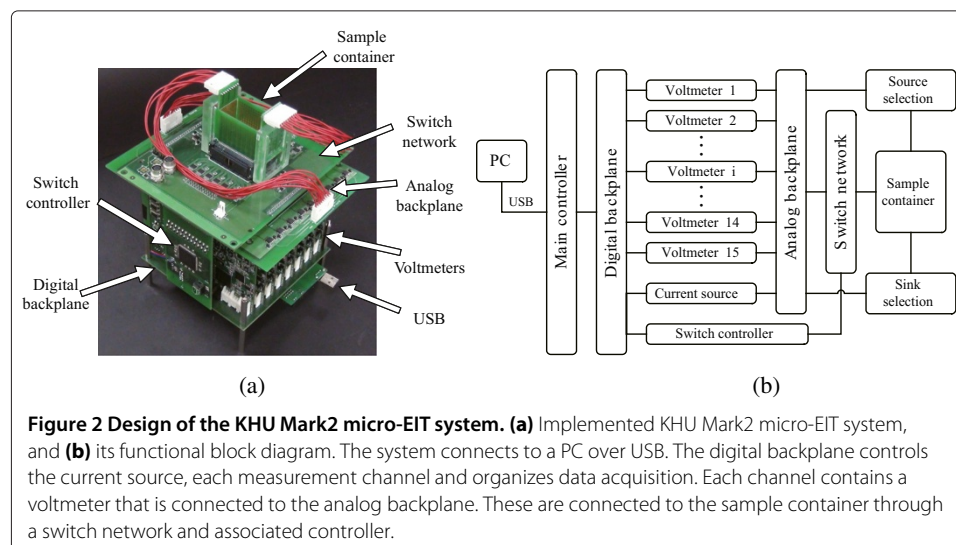 Sample
container
Switch
network
Switch
controller
Analog
backplane
Voltmeters
Digital
backplane
USB
(a)
PC
USB
Main controller
Digital backplane
Voltmeter 1
Voltmeter 2
Voltmeter i
Voltmeter 14
Voltmeter 15
Current source
Switch controller
Analog backplane
Switch network
Source
selection
Sample
container
Sink
selection
(b)
Figure 2 Design of the KHU Mark2 micro-EIT system. (a) Implemented KHU Mark2 micro-EIT system,
and (b) its functional block diagram. The system connects to a PC over USB. The digital backplane controls
the current source, each measurement channel and organizes data acquisition. Each channel contains a
voltmeter that is connected to the analog backplane. These are connected to the sample container through
a switch network and associated controller.